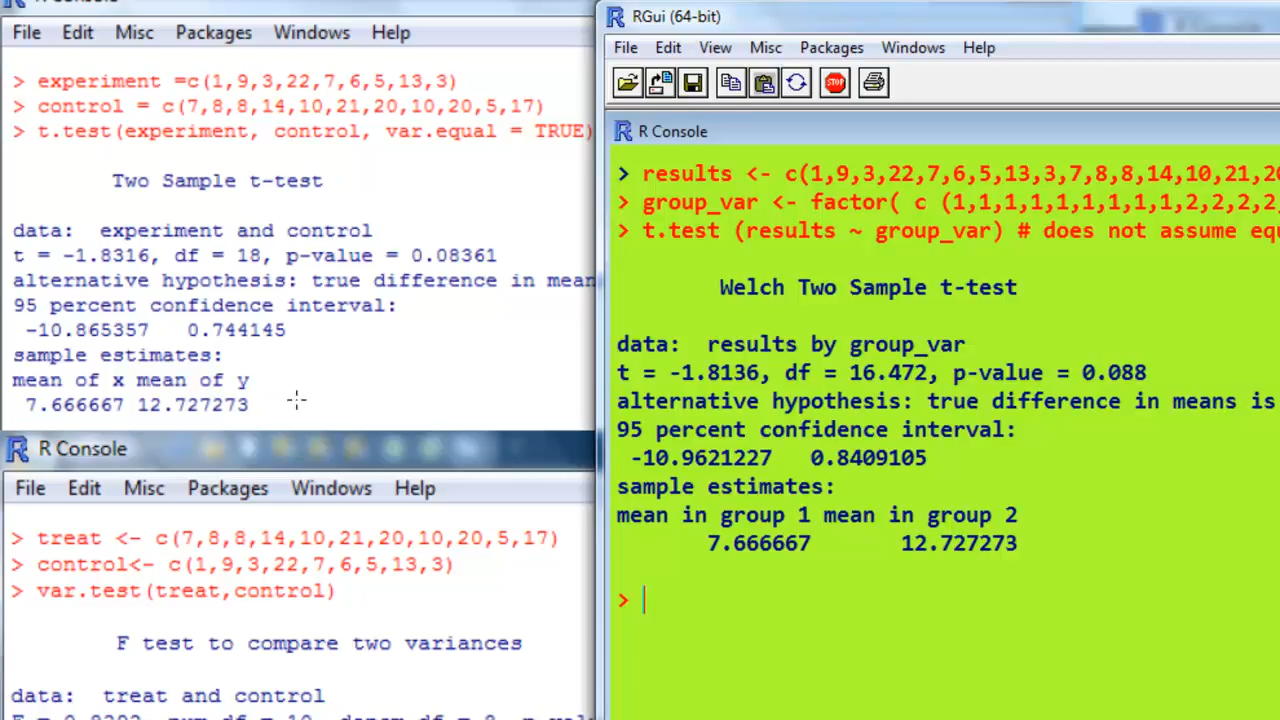 R Console
File Edit Misc Packages Windows Help
> experiment =c(1,9,3,22,7,6,5,13,3)
> control = c(7,8,8,14,10,21,20,10,20,5,17)
> t.test(experiment, control, var.equal = TRUE)
Two Sample t-test
data: experiment and control
t = -1.8316, df = 18, p-value = 0.08361
alternative hypothesis: true difference in mean
95 percent confidence interval:
-10.865357 0.744145
sample estimates:
mean of x mean of y
7.666667 12.727273
R Console
File Edit Misc Packages Windows Help
> treat <- c(7,8,8,14,10,21,20,10,20,5,17)
> control<- c(1,9,3,22,7,6,5,13,3)
> var.test(treat,control)
F test to compare two variances
data: treat and control
RGui (64-bit)
File Edit View Misc Packages Windows Help
STOP
R Console
> results <- c(1,9,3,22,7,6,5,13,3,7,8,8,14,10,21,20
> group_var <- factor( c (1,1,1,1,1,1,1,1,1,2,2,2,2,
> t.test (results ~ group_var) # does not assume equ
Welch Two Sample t-test
data: results by group_var
t = -1.8136, df = 16.472, p-value = 0.088
alternative hypothesis: true difference in means is
95 percent confidence interval:
-10.9621227 0.8409105
sample estimates:
mean in group 1 mean in group 2
7.666667 12.727273
>